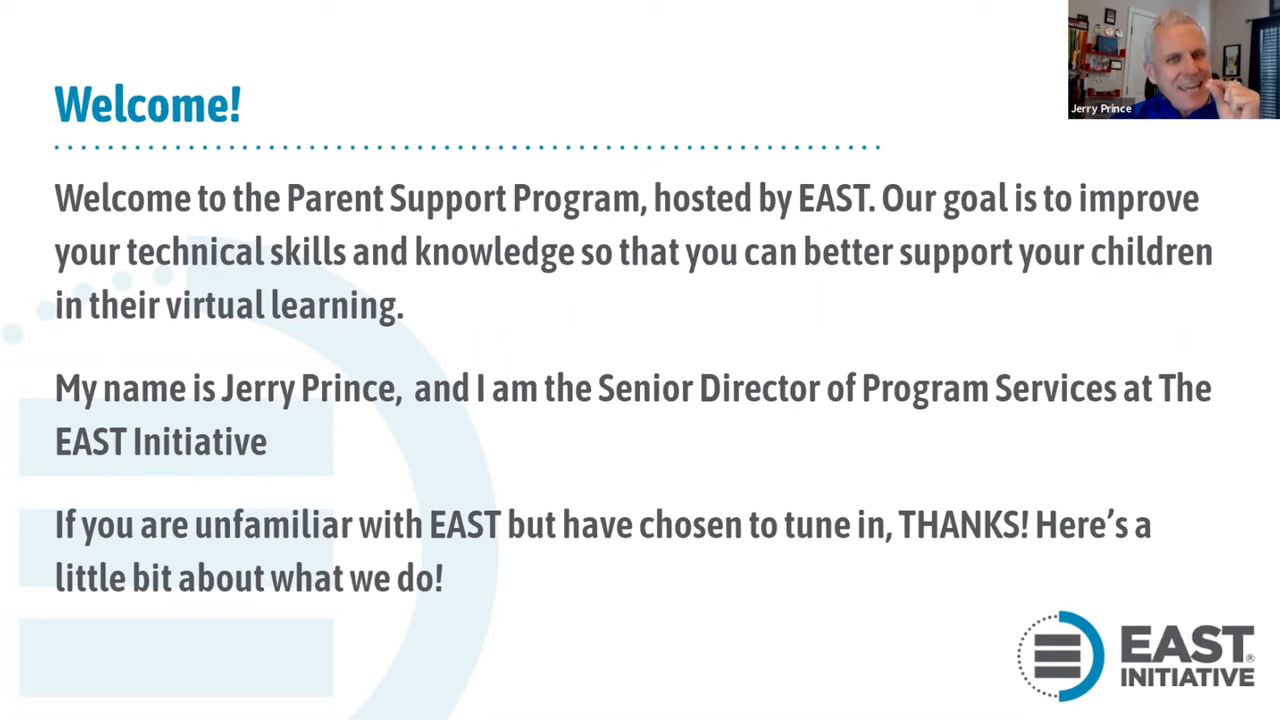 Jerry Prince
Welcome!
Welcome to the Parent Support Program, hosted by EAST. Our goal is to improve
your technical skills and knowledge so that you can better support your children
in their virtual learning.
My name is Jerry Prince, and I am the Senior Director of Program Services at The
EAST Initiative
If you are unfamiliar with EAST but have chosen to tune in, THANKS! Here’s a
little bit about what we do!
EAST®
INITIATIVE